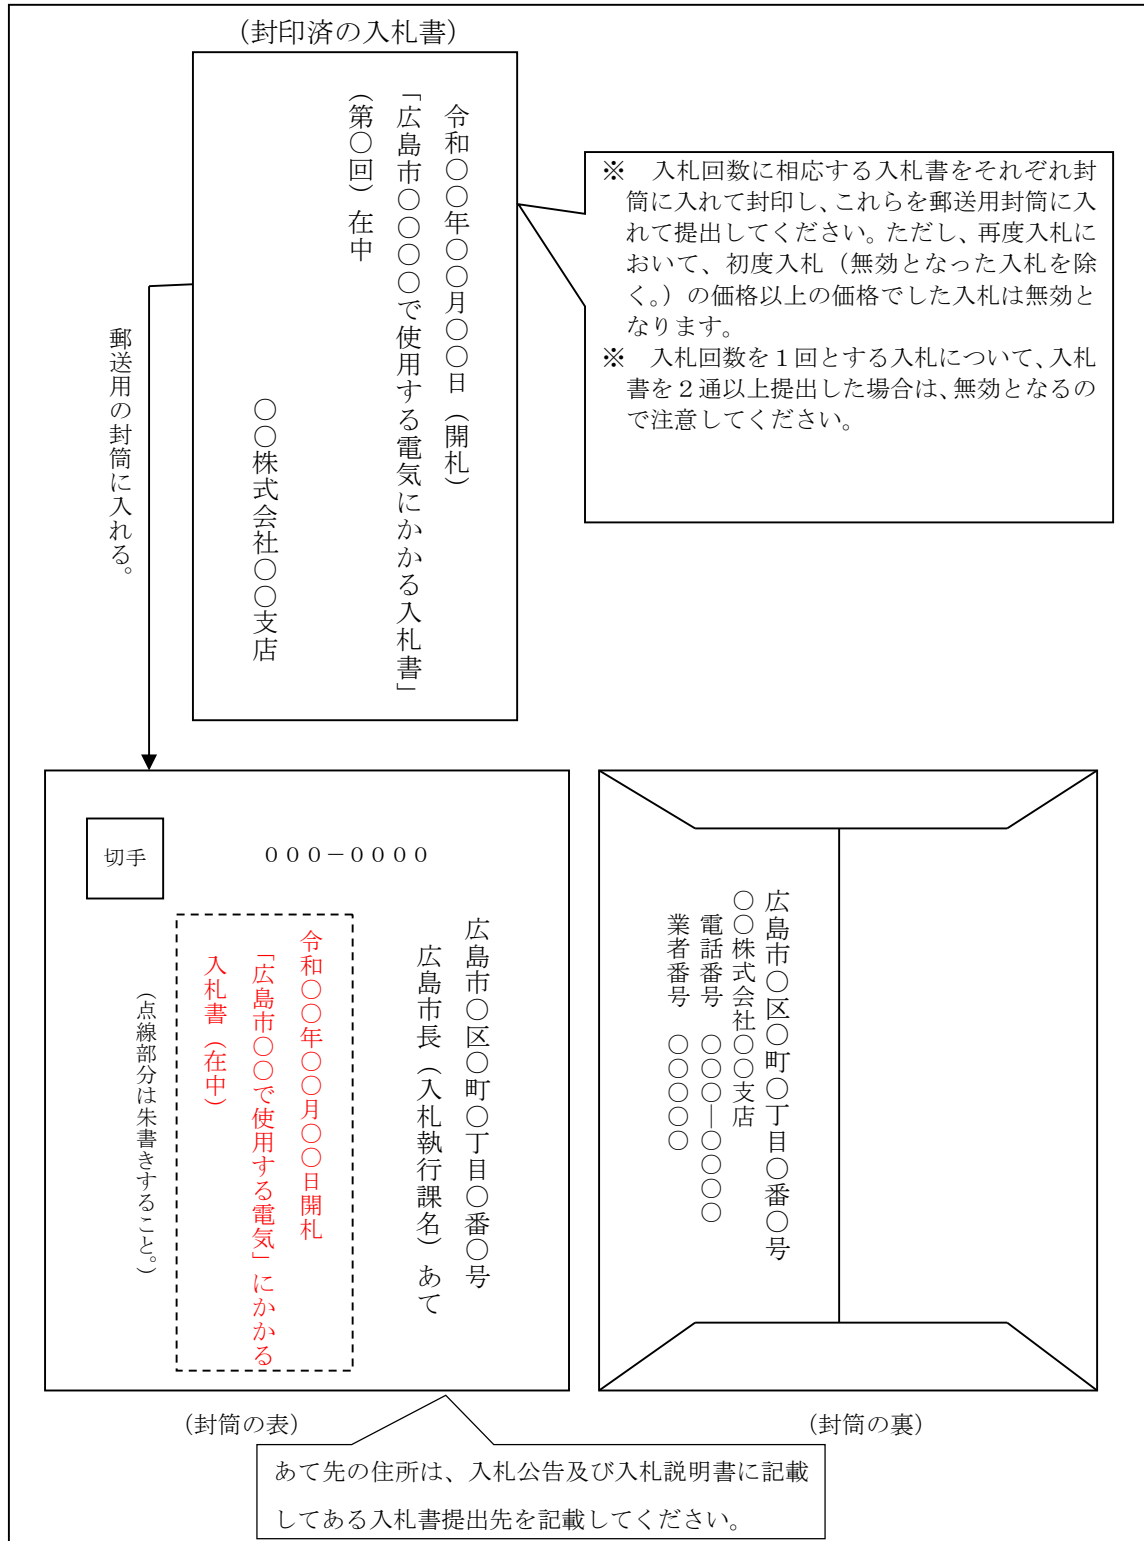 （封印済の入札書）
令和〇〇年〇〇月〇〇日（開札）
「広島市〇〇〇〇で使用する電気にかかる入札書」
（第〇回）在中
〇〇株式会社〇〇支店
※　入札回数に相応する入札書をそれぞれ封
筒に入れて封印し、これらを郵送用封筒に入
れて提出してください。ただし、再度入札に
おいて、初度入札（無効となった入札を除
く。）の価格以上の価格でした入札は無効と
なります。
※　入札回数を１回とする入札について、入札
書を２通以上提出した場合は、無効となるの
で注意してください。
郵送用の封筒に入れる。
切手
０００－００００
広島市〇区〇町〇丁目〇番〇号
広島市長（入札執行課名）あて
令和〇〇年〇〇月〇〇日開札
「広島市〇〇で使用する電気」にかかる
入札書（在中）
（点線部分は朱書きすること。）
広島市〇区〇町〇丁目〇番〇号
〇〇株式会社〇〇支店
電話番号　〇〇〇―〇〇〇〇
業者番号　〇〇〇〇〇
（封筒の表）
（封筒の裏）
あて先の住所は、入札公告及び入札説明書に記載
してある入札書提出先を記載してください。